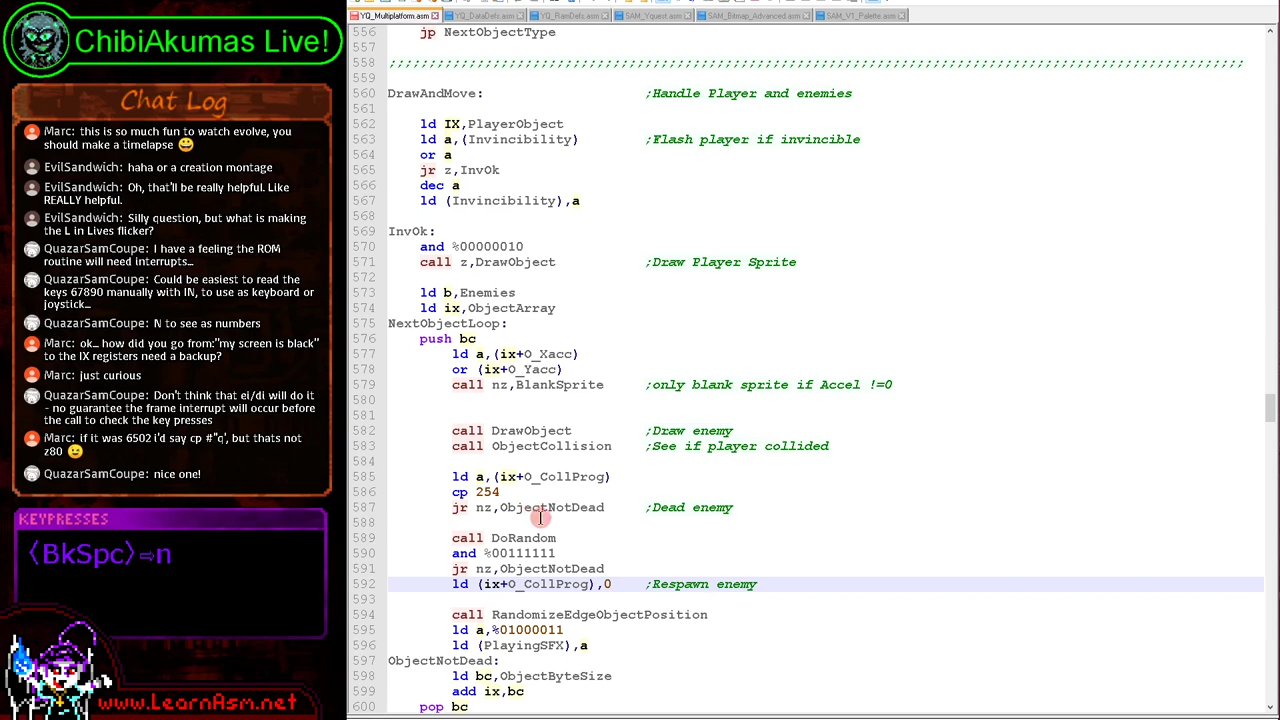 ChibiAkumas Live!
Chat Log
Marc: this is so much fun to watch evolve, you
should make a timelapse 😀
EvilSandwich: haha or a creation montage
EvilSandwich: Oh, that'll be really helpful. Like
REALLY helpful.
EvilSandwich: Silly question, but what is making
the L in Lives flicker?
QuazarSamCoupe: I have a feeling the ROM
routine will need interrupts...
QuazarSamCoupe: Could be easiest to read the
keys 67890 manually with IN, to use as keyboard or
joystick...
QuazarSamCoupe: N to see as numbers
Marc: ok... how did you go from:"my screen is black"
to the IX registers need a backup?
Marc: just curious
QuazarSamCoupe: Don't think that ei/di will do it
- no guarantee the frame interrupt will occur before
the call to check the key presses
Marc: if it was 6502 i'd say cp #"q', but thats not
z80 😉
QuazarSamCoupe: nice one!
KEYPRESSES
⟨BkSpc⟩⇨n
www.LearnAsm.net
YQ_Multiplatform.asm YQ_DataDefs.asm YQ_RamDefs.asm SAM_Yquest.asm SAM_Bitmap_Advanced.asm SAM_V1_Palette.asm
556 jp NextObjectType
557
558 ;;;;;;;;;;;;;;;;;;;;;;;;;;;;;;;;;;;;;;;;;;;;;;;;;;;;;;;;;;;;;;;;;;;;;;;;;;;;;;;;;;;;;;;;;;;;;;;;;;;;;;;;;;;
559
560 DrawAndMove: ;Handle Player and enemies
561
562 ld IX,PlayerObject
563 ld a,(Invincibility) ;Flash player if invincible
564 or a
565 jr z,InvOk
566 dec a
567 ld (Invincibility),a
568
569 InvOk:
570 and %00000010
571 call z,DrawObject ;Draw Player Sprite
572
573 ld b,Enemies
574 ld ix,ObjectArray
575 NextObjectLoop:
576 push bc
577 ld a,(ix+O_Xacc)
578 or (ix+O_Yacc)
579 call nz,BlankSprite ;only blank sprite if Accel !=0
580
581
582 call DrawObject ;Draw enemy
583 call ObjectCollision ;See if player collided
584
585 ld a,(ix+O_CollProg)
586 cp 254
587 jr nz,ObjectNotDead ;Dead enemy
588
589 call DoRandom
590 and %00111111
591 jr nz,ObjectNotDead
592 ld (ix+O_CollProg),0 ;Respawn enemy
593
594 call RandomizeEdgeObjectPosition
595 ld a,%01000011
596 ld (PlayingSFX),a
597 ObjectNotDead:
598 ld bc,ObjectByteSize
599 add ix,bc
600 pop bc